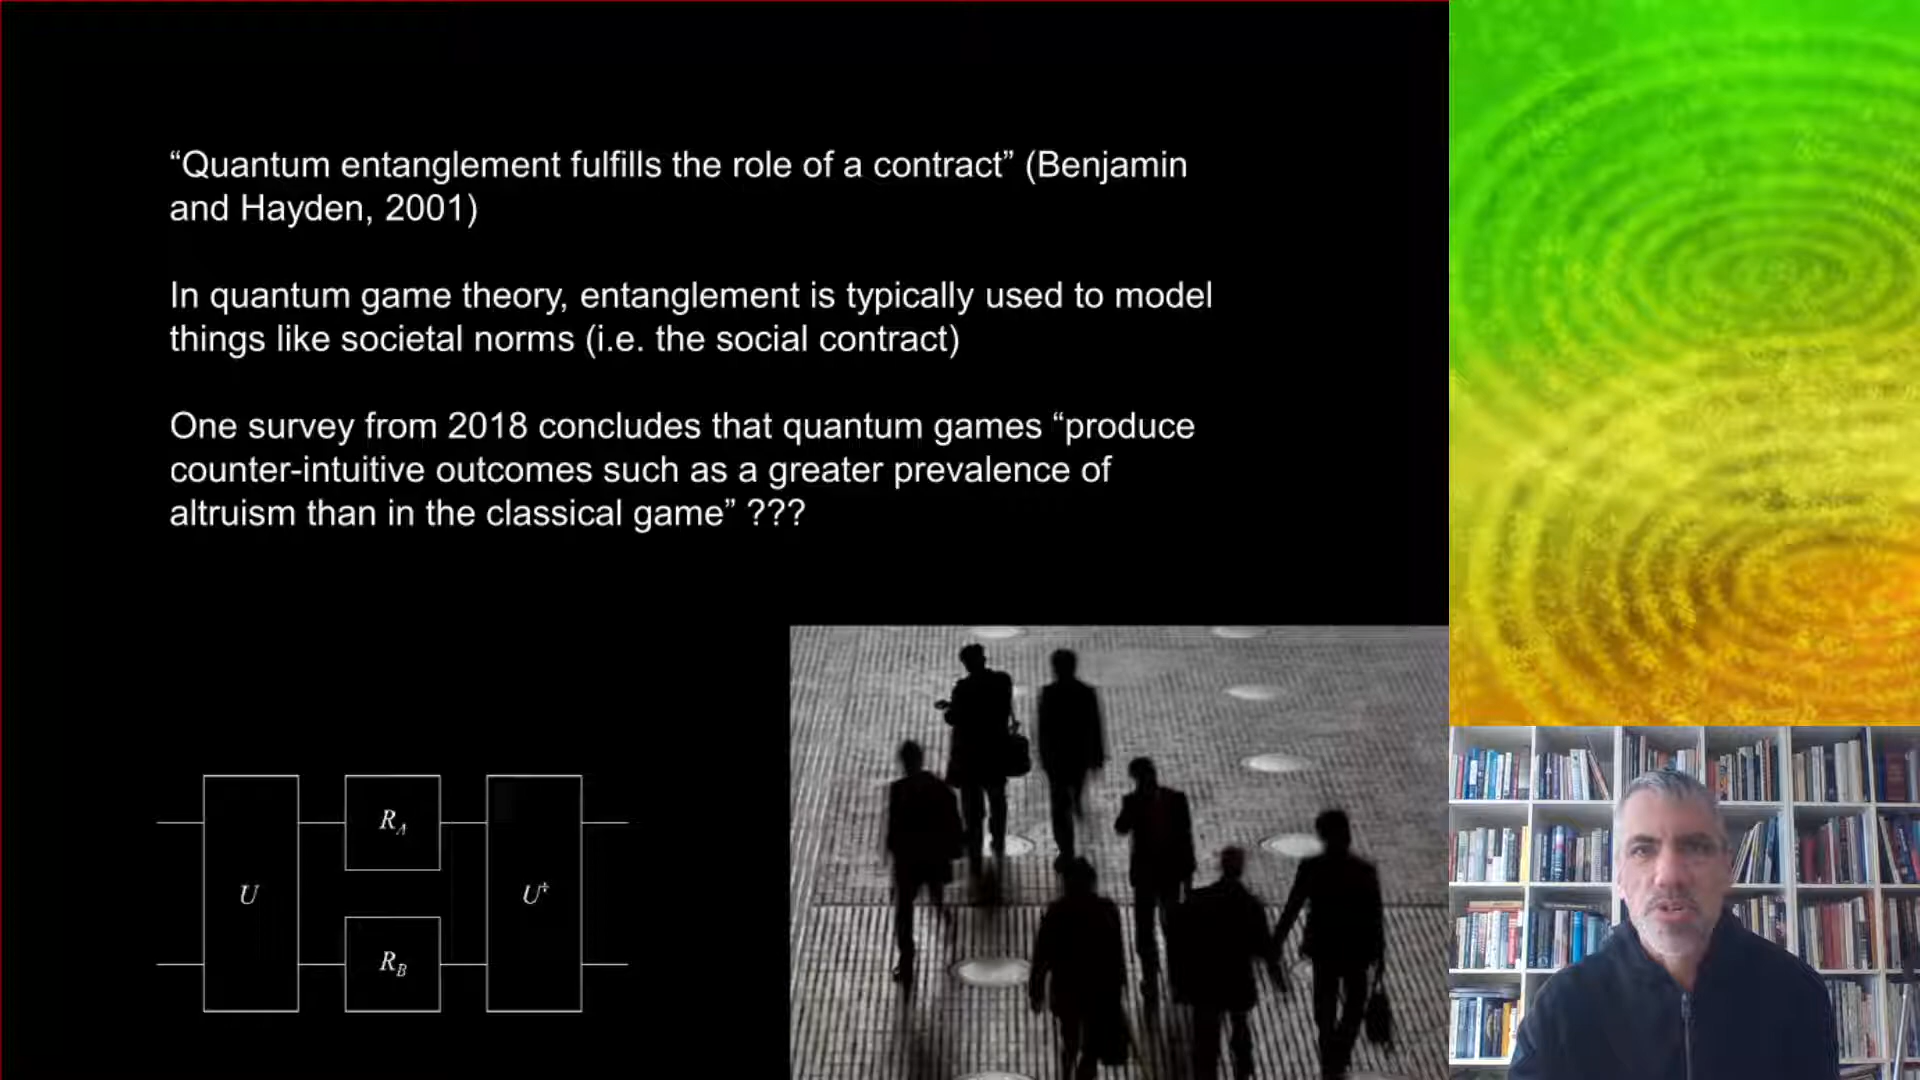 “Quantum entanglement fulfills the role of a contract” (Benjamin
and Hayden, 2001)
In quantum game theory, entanglement is typically used to model
things like societal norms (i.e. the social contract)
One survey from 2018 concludes that quantum games “produce
counter-intuitive outcomes such as a greater prevalence of
altruism than in the classical game” ???
R_A
U
U†
R_B